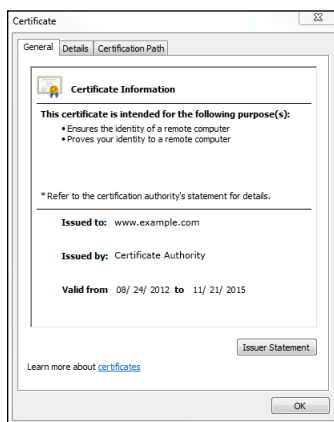 Certificate
General Details Certification Path
Certificate Information
This certificate is intended for the following purpose(s):
• Ensures the identity of a remote computer
• Proves your identity to a remote computer
* Refer to the certification authority's statement for details.
Issued to: www.example.com
Issued by: Certificate Authority
Valid from 08/ 24/ 2012 to 11/ 21/ 2015
Issuer Statement
Learn more about certificates
OK